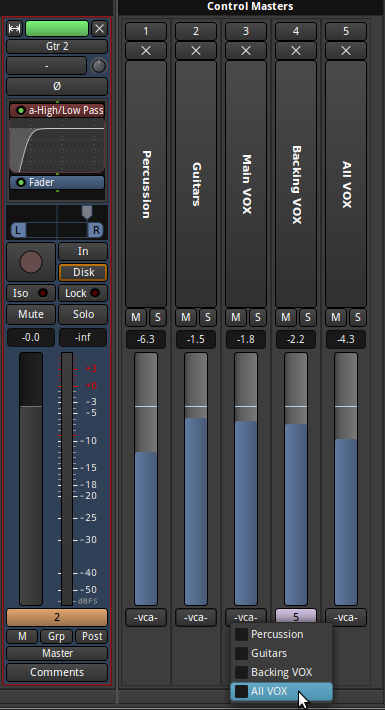 Control Masters
Gtr 2
-
Ø
a-High/Low Pass
Fader
L R
In
Disk
Iso Lock
Mute Solo
-0.0 -inf
+0
-3
-5
-10
-15
-18
-20
-25
-30
-40
-50
dBFS
2
M Grp Post
Master
Comments
1 2 3 4 5
Percussion
Guitars
Main VOX
Backing VOX
All VOX
M S M S M S M S M S
-6.3 -1.5 -1.8 -2.2 -4.3
-vca- -vca- -vca- 5 -vca-
Percussion
Guitars
Backing VOX
All VOX